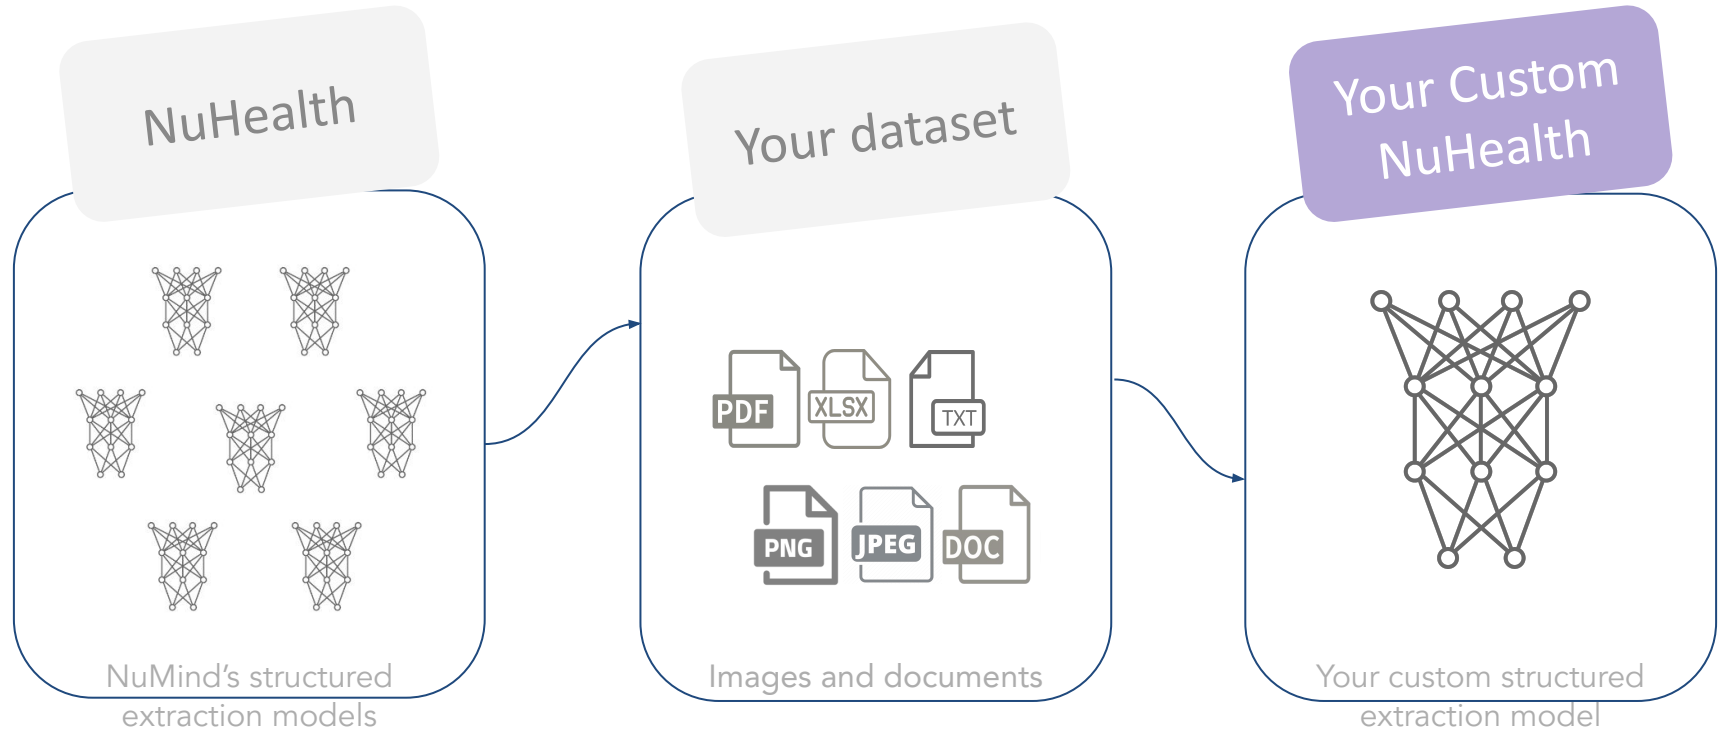 NuHealth
NuMind's structured
extraction models
Your dataset
PDF
XLSX
TXT
PNG
JPEG
DOC
Images and documents
Your Custom
NuHealth
Your custom structured
extraction model